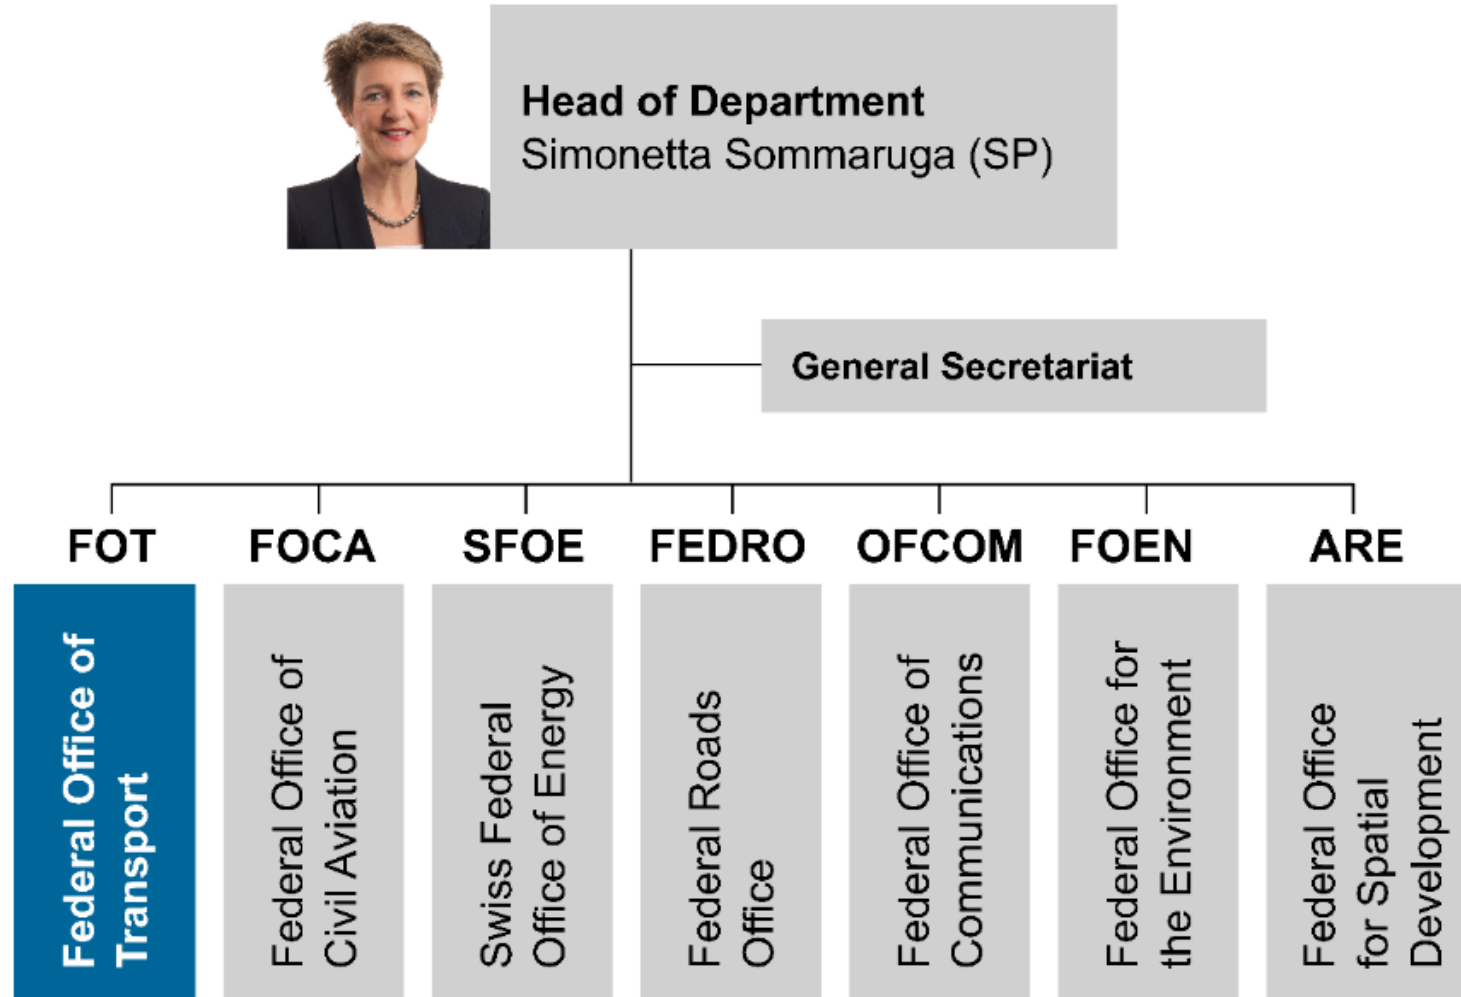 Head of Department
Simonetta Sommaruga (SP)
General Secretariat
FOT
FOCA
SFOE
FEDRO
OFCOM
FOEN
ARE
Federal Office of
Transport
Federal Office of
Civil Aviation
Swiss Federal
Office of Energy
Federal Roads
Office
Federal Office of
Communications
Federal Office for
the Environment
Federal Office
for Spatial
Development